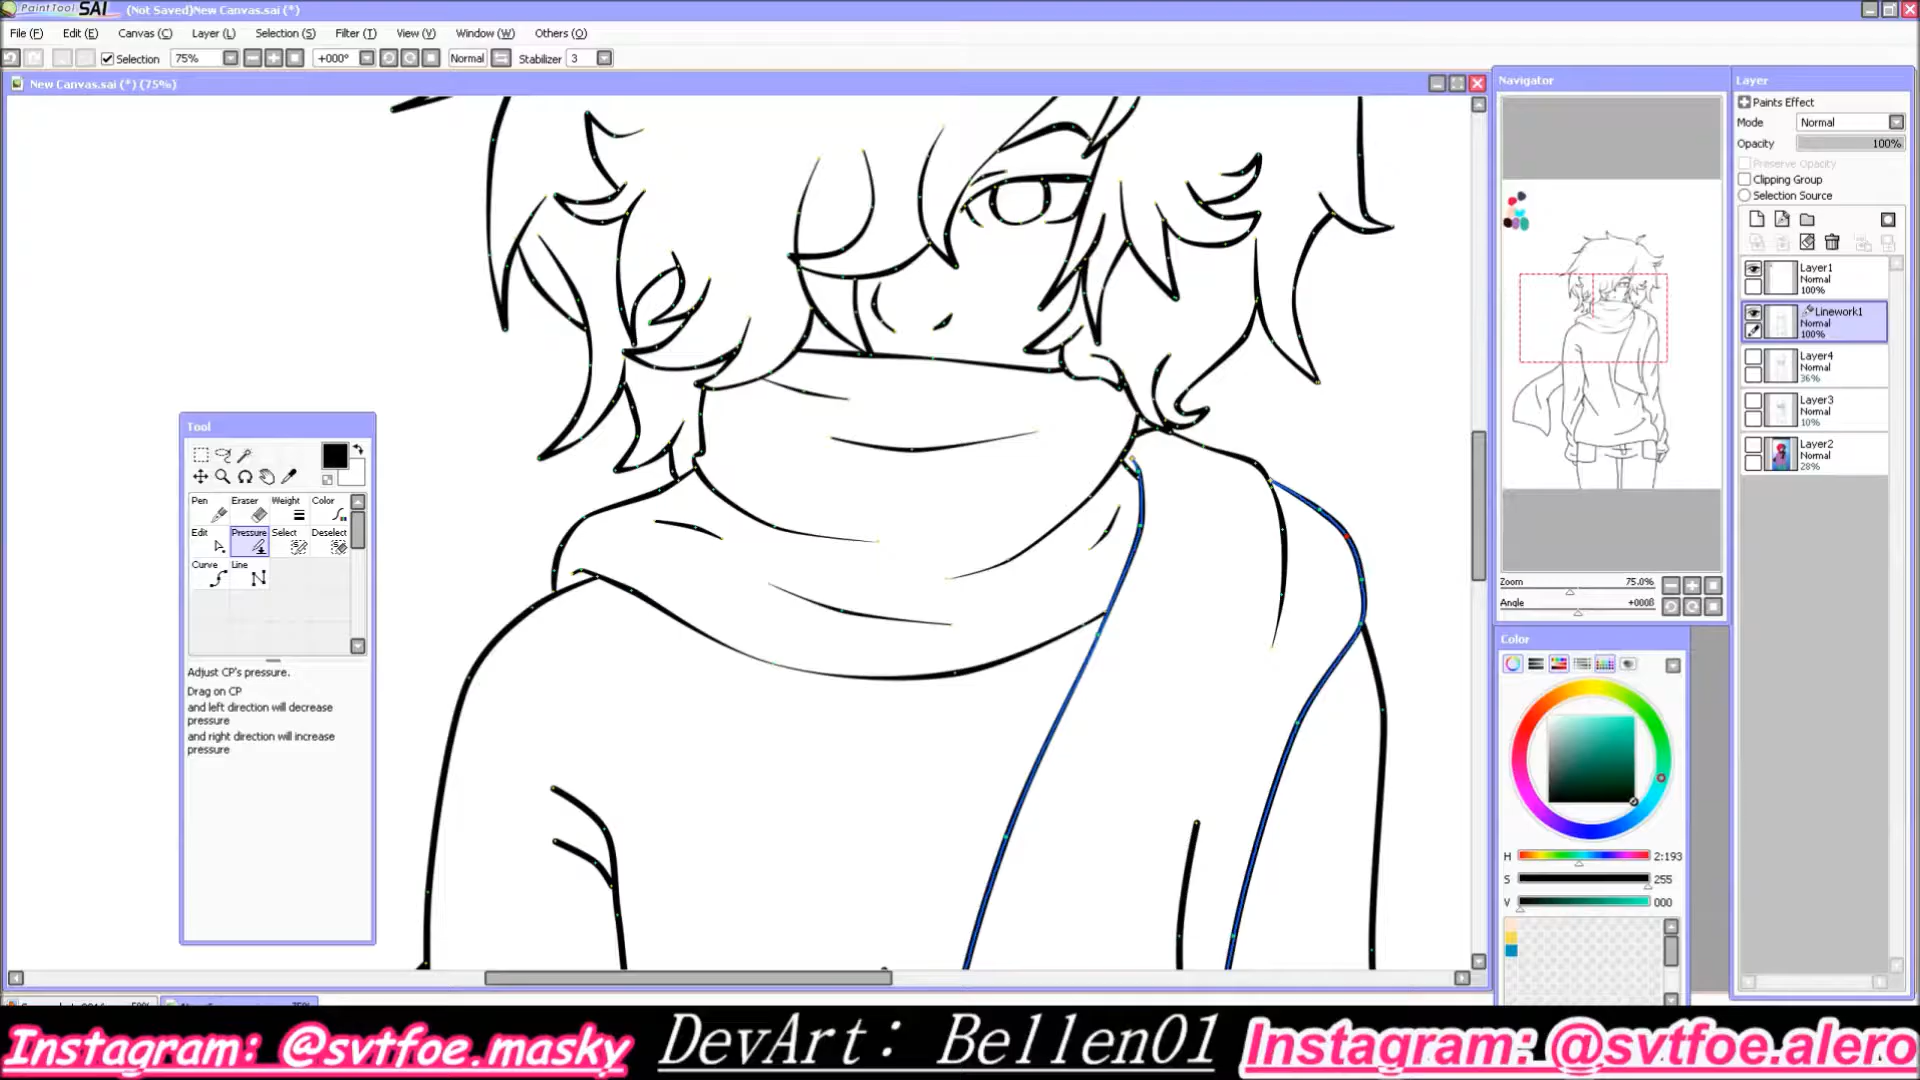 PaintTool SAI (Not Saved)New Canvas.sai (*)
File (F) Edit (E) Canvas (C) Layer (L) Selection (S) Filter (T) View (V) Window (W) Others (O)
Selection 75% +000° Normal Stabilizer 3
New Canvas.sai (*) (75%)
Navigator
Zoom 75.0%
Angle
Layer
Paints Effect
Mode Normal
Opacity 100%
Preserve Opacity
Clipping Group
Selection Source
Layer1
Normal
100%
Linework1
Normal
100%
Layer4
Normal
36%
Layer3
Normal
10%
Layer2
Normal
28%
Tool
Pen Eraser Weight Color
Edit Pressure Select Deselect
Curve Line
Adjust CP's pressure.
Drag on CP
and left direction will decrease
pressure
and right direction will increase
pressure
Color
H 2:193
S 255
V 000
Instagram: @svtfoe.masky DevArt: Bellen01 Instagram: @svtfoe.alero